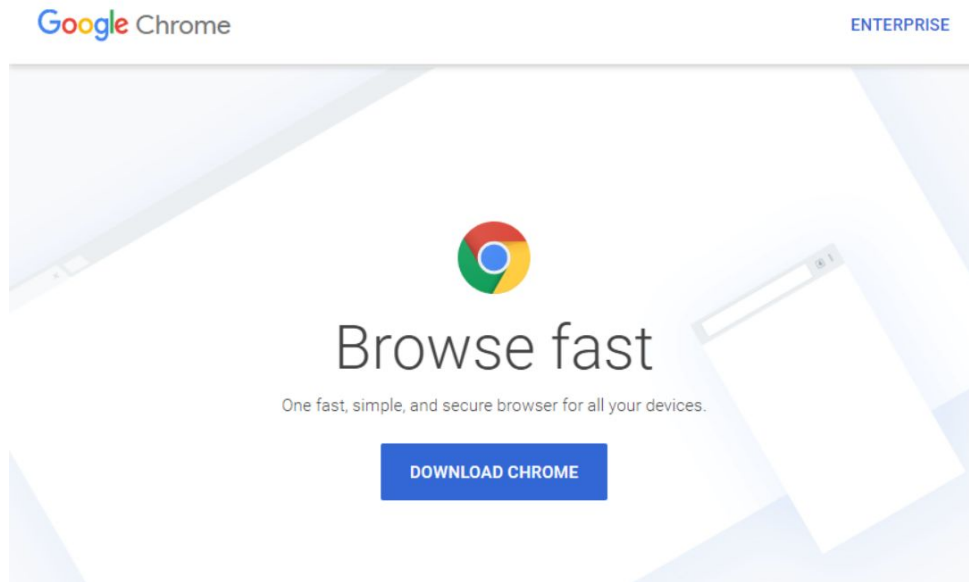 Google Chrome
ENTERPRISE
Browse fast
One fast, simple, and secure browser for all your devices.
DOWNLOAD CHROME